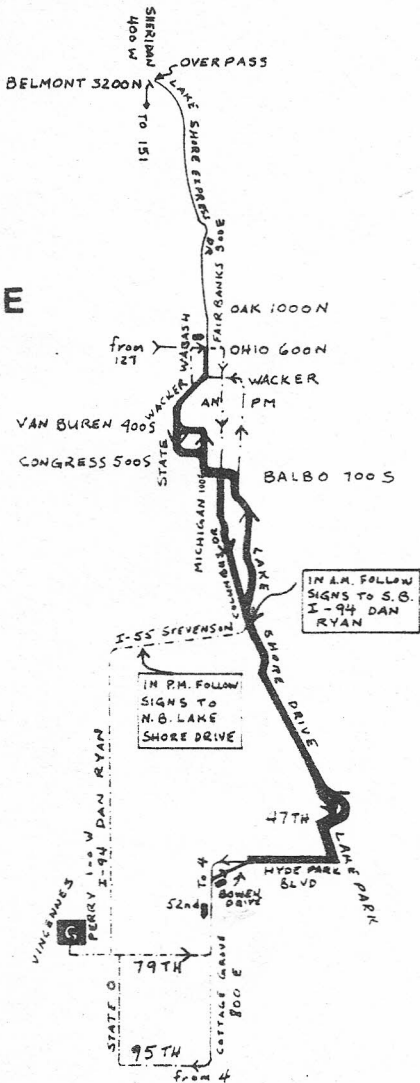 SHERIDAN
400 W
OVERPASS
BELMONT 3200N
TO 151
LAKE SHORE EXPRESS DR
E
FAIRBANKS 300E
OAK 1000N
from
127
WABASH
OHIO 600N
WACKER
WACKER
AM
PM
VAN BUREN 400S
STATE
CONGRESS 500S
BALBO 700S
MICHIGAN 100E
COLUMBUS DR
LAKE SHORE DRIVE
IN A.M. FOLLOW
SIGNS TO S.B.
I-94 DAN
RYAN
I-55 STEVENSON
IN P.M. FOLLOW
SIGNS TO
N.B. LAKE
SHORE DRIVE
PERRY 100 W
I-94 DAN RYAN
47TH
LAKE PARK
HYDE PARK
BLVD
To 4
BOWEN
DRIVE
52nd
VINCENNES
G
79TH
STATE 0
COTTAGE GROVE
800 E
95TH
from 4